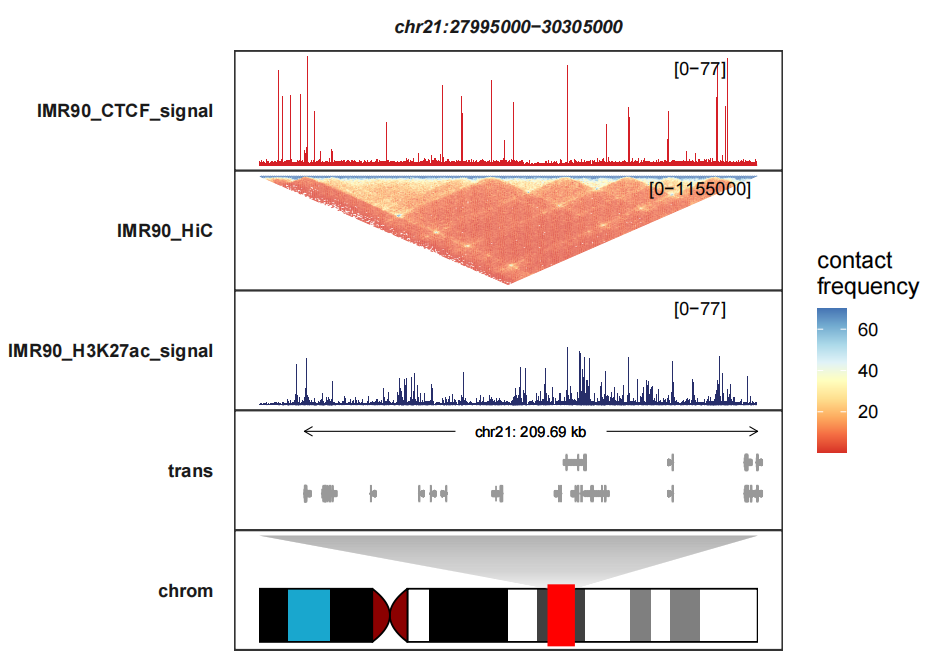 chr21:27995000−30305000
IMR90_CTCF_signal
[0−77]
IMR90_HiC
[0−1155000]
IMR90_H3K27ac_signal
[0−77]
contact
frequency
60
40
20
trans
chr21: 209.69 kb
chrom